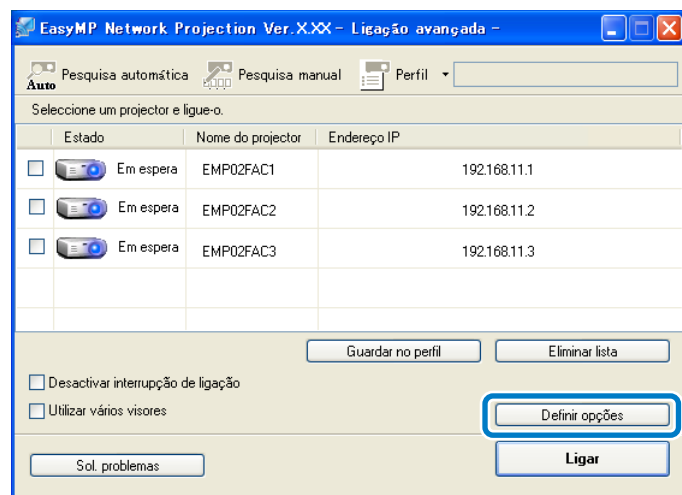 EasyMP Network Projection Ver.X.XX - Ligação avançada -
Auto Pesquisa automática Pesquisa manual Perfil
Seleccione um projector e ligue-o.
Estado Nome do projector Endereço IP
Em espera EMP02FAC1 192.168.11.1
Em espera EMP02FAC2 192.168.11.2
Em espera EMP02FAC3 192.168.11.3
Guardar no perfil Eliminar lista
Desactivar interrupção de ligação
Utilizar vários visores Definir opções
Sol. problemas Ligar